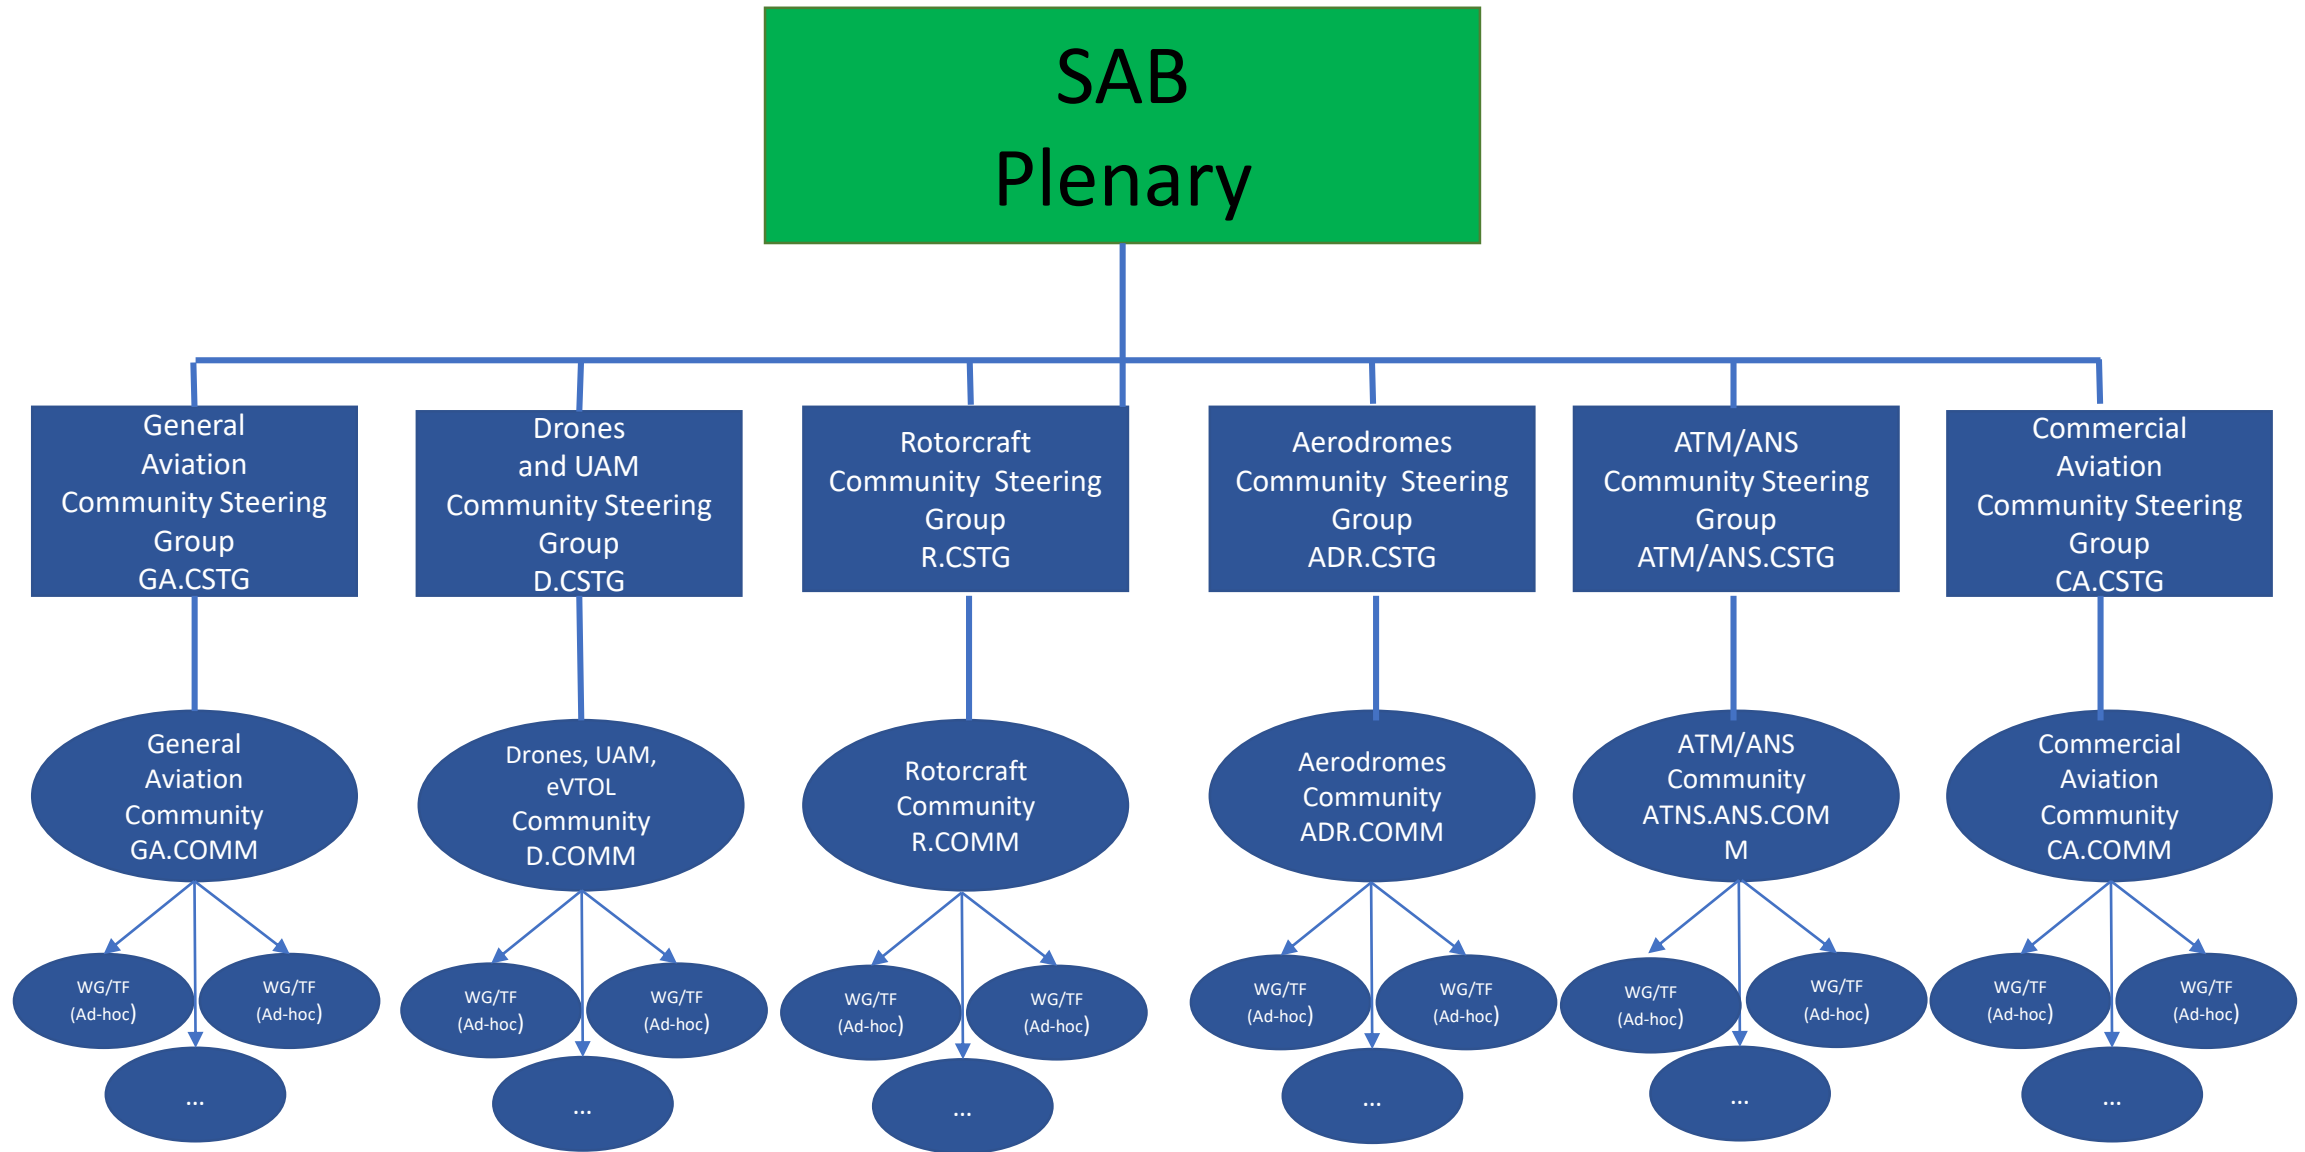 SAB
Plenary
General
Aviation
Community Steering
Group
GA.CSTG
Drones
and UAM
Community Steering
Group
D.CSTG
Rotorcraft
Community  Steering
Group
R.CSTG
Aerodromes
Community  Steering
Group
ADR.CSTG
ATM/ANS
Community Steering
Group
ATM/ANS.CSTG
Commercial
Aviation
Community Steering
Group
CA.CSTG
General
Aviation
Community
GA.COMM
Drones, UAM,
eVTOL
Community
D.COMM
Rotorcraft
Community
R.COMM
Aerodromes
Community
ADR.COMM
ATM/ANS
Community
ATNS.ANS.COM
M
Commercial
Aviation
Community
CA.COMM
WG/TF
(Ad-hoc)
WG/TF
(Ad-hoc)
...
WG/TF
(Ad-hoc)
WG/TF
(Ad-hoc)
...
WG/TF
(Ad-hoc)
WG/TF
(Ad-hoc)
...
WG/TF
(Ad-hoc)
WG/TF
(Ad-hoc)
...
WG/TF
(Ad-hoc)
WG/TF
(Ad-hoc)
...
WG/TF
(Ad-hoc)
WG/TF
(Ad-hoc)
...